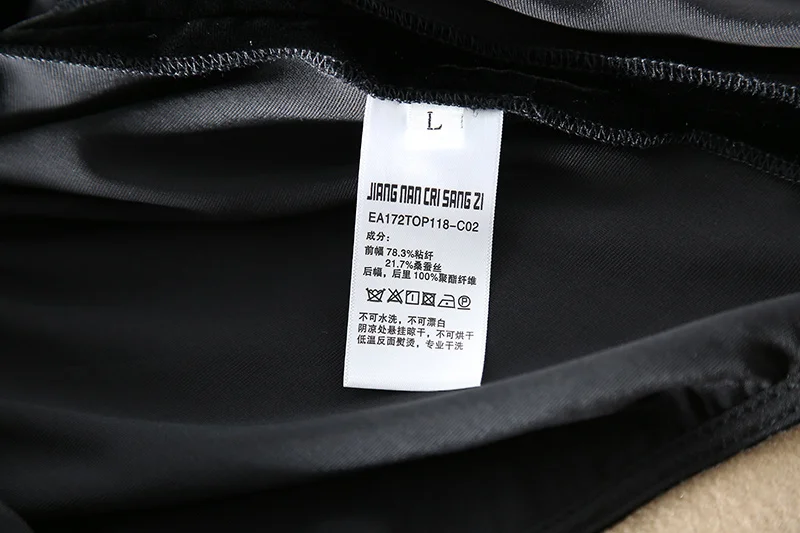 L
JIANG NAN CRI SANG ZI
EA172TOP118-C02
成分：
前幅 78.3%粘纤
21.7%桑蚕丝
后幅，后里 100%聚酯纤维
不可水洗，不可漂白
阴凉处悬挂晾干，不可烘干
低温反面熨烫，专业干洗